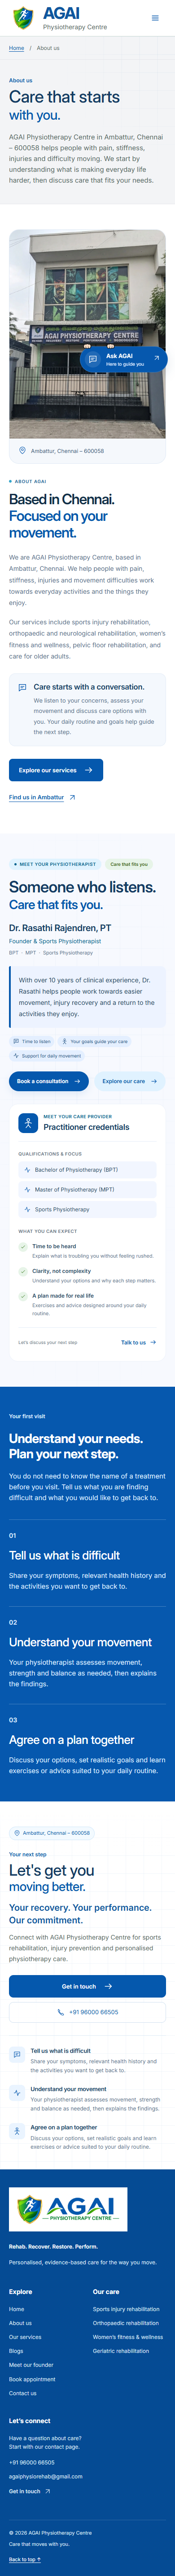 AGAI
Physiotherapy Centre
Home / About us
About us
Care that starts
with you.
AGAI Physiotherapy Centre in Ambattur, Chennai
– 600058 helps people with pain, stiffness,
injuries and difficulty moving. We start by
understanding what is making everyday life
harder, then discuss care that fits your needs.
Ask AGAI
Here to guide you
Ambattur, Chennai – 600058
ABOUT AGAI
Based in Chennai.
Focused on your
movement.
We are AGAI Physiotherapy Centre, based in
Ambattur, Chennai. We help people with pain,
stiffness, injuries and movement difficulties work
towards everyday activities and the things they
enjoy.
Our services include sports injury rehabilitation,
orthopaedic and neurological rehabilitation, women’s
fitness and wellness, pelvic floor rehabilitation, and
care for older adults.
Care starts with a conversation.
We listen to your concerns, assess your
movement and discuss care options with
you. Your daily routine and goals help guide
the next step.
Explore our services
Find us in Ambattur
MEET YOUR PHYSIOTHERAPIST
Care that fits you
Someone who listens.
Care that fits you.
Dr. Rasathi Rajendren, PT
Founder & Sports Physiotherapist
BPT · MPT · Sports Physiotherapy
With over 10 years of clinical experience, Dr.
Rasathi helps people work towards easier
movement, injury recovery and a return to the
activities they enjoy.
Time to listen
Your goals guide your care
Support for daily movement
Book a consultation
Explore our care
MEET YOUR CARE PROVIDER
Practitioner credentials
QUALIFICATIONS & FOCUS
Bachelor of Physiotherapy (BPT)
Master of Physiotherapy (MPT)
Sports Physiotherapy
WHAT YOU CAN EXPECT
Time to be heard
Explain what is troubling you without feeling rushed.
Clarity, not complexity
Understand your options and why each step matters.
A plan made for real life
Exercises and advice designed around your daily
routine.
Let's discuss your next step
Talk to us
Your first visit
Understand your needs.
Plan your next step.
You do not need to know the name of a treatment
before you visit. Tell us what you are finding
difficult and what you would like to get back to.
01
Tell us what is difficult
Share your symptoms, relevant health history and
the activities you want to get back to.
02
Understand your movement
Your physiotherapist assesses movement,
strength and balance as needed, then explains
the findings.
03
Agree on a plan together
Discuss your options, set realistic goals and learn
exercises or advice suited to your daily routine.
Ambattur, Chennai – 600058
Your next step
Let's get you
moving better.
Your recovery. Your performance.
Our commitment.
Connect with AGAI Physiotherapy Centre for sports
rehabilitation, injury prevention and personalised
physiotherapy care.
Get in touch
+91 96000 66505
Tell us what is difficult
Share your symptoms, relevant health history and
the activities you want to get back to.
Understand your movement
Your physiotherapist assesses movement, strength
and balance as needed, then explains the findings.
Agree on a plan together
Discuss your options, set realistic goals and learn
exercises or advice suited to your daily routine.
AGAI
Rehab. Recover. Restore. Perform.
Personalised, evidence-based care for the way you move.
Explore
Home
About us
Our services
Blogs
Meet our founder
Book appointment
Contact us
Our care
Sports injury rehabilitation
Orthopaedic rehabilitation
Women's fitness & wellness
Geriatric rehabilitation
Let's connect
Have a question about care?
Start with our contact page.
+91 96000 66505
agaiphysiorehab@gmail.com
Get in touch
© 2026 AGAI Physiotherapy Centre
Care that moves with you.
Back to top ↑